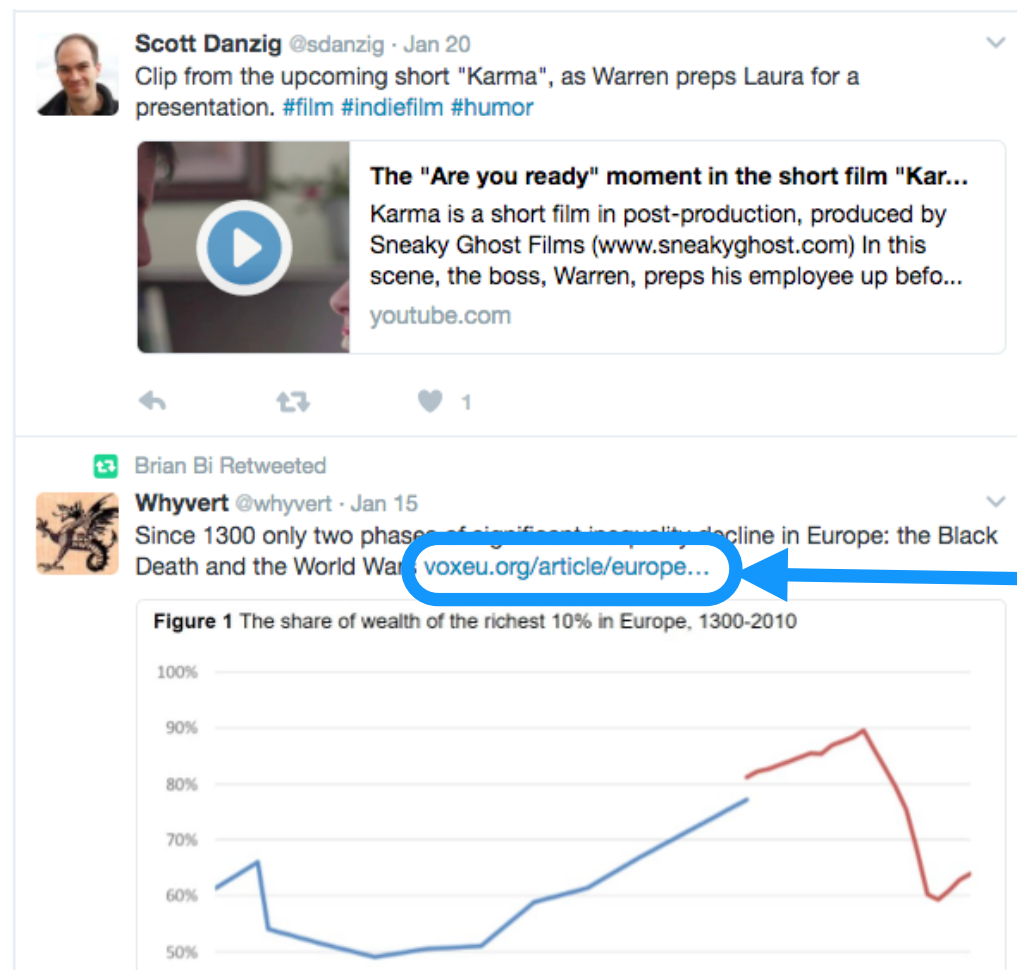 Scott Danzig @sdanzig · Jan 20
Clip from the upcoming short "Karma", as Warren preps Laura for a
presentation. #film #indiefilm #humor
The "Are you ready" moment in the short film "Kar...
Karma is a short film in post-production, produced by
Sneaky Ghost Films (www.sneakyghost.com) In this
scene, the boss, Warren, preps his employee up befo...
youtube.com
1
Brian Bi Retweeted
Whyvert @whyvert · Jan 15
Since 1300 only two phases of significant inequality decline in Europe: the Black
Death and the World Wars voxeu.org/article/europe…
Figure 1 The share of wealth of the richest 10% in Europe, 1300-2010
100%
90%
80%
70%
60%
50%